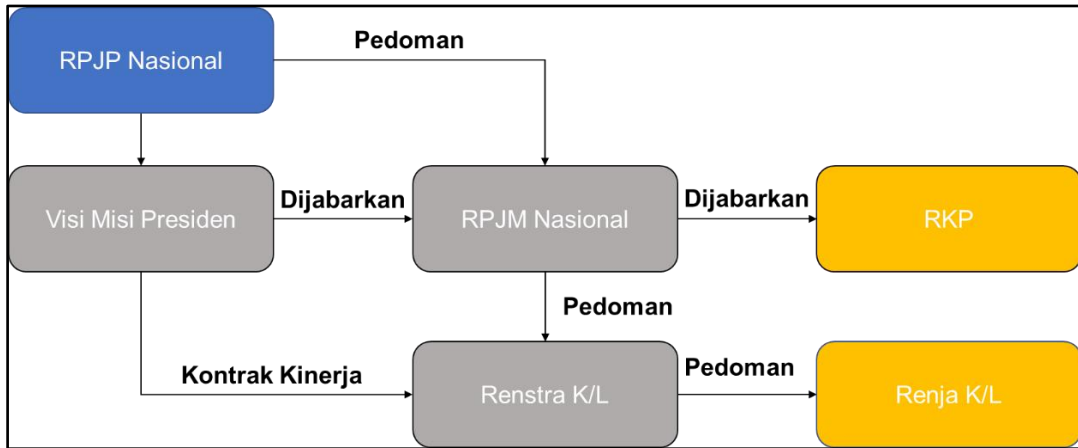 Pedoman
RPJP Nasional
Visi Misi Presiden
Dijabarkan
RPJM Nasional
Dijabarkan
RKP
Pedoman
Kontrak Kinerja
Renstra K/L
Pedoman
Renja K/L